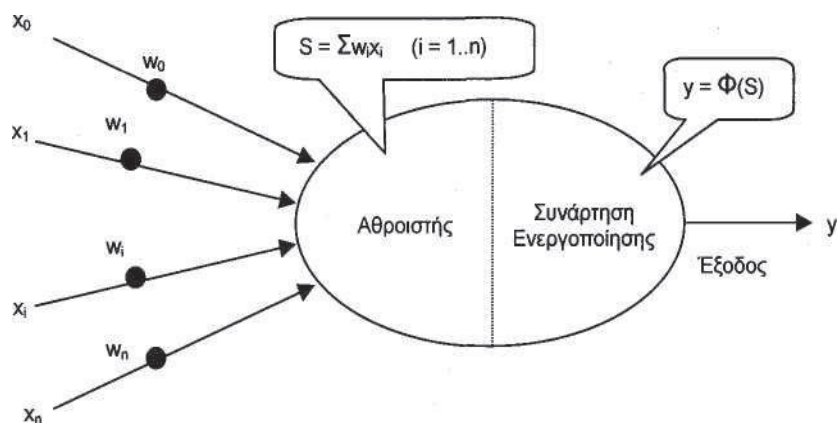 x₀
w₀
S = Σwᵢxᵢ (i = 1..n)
y = Φ(S)
x₁
w₁
Αθροιστής
Συνάρτηση
Ενεργοποίησης
y
Έξοδος
wᵢ
xᵢ
wₙ
xₙ